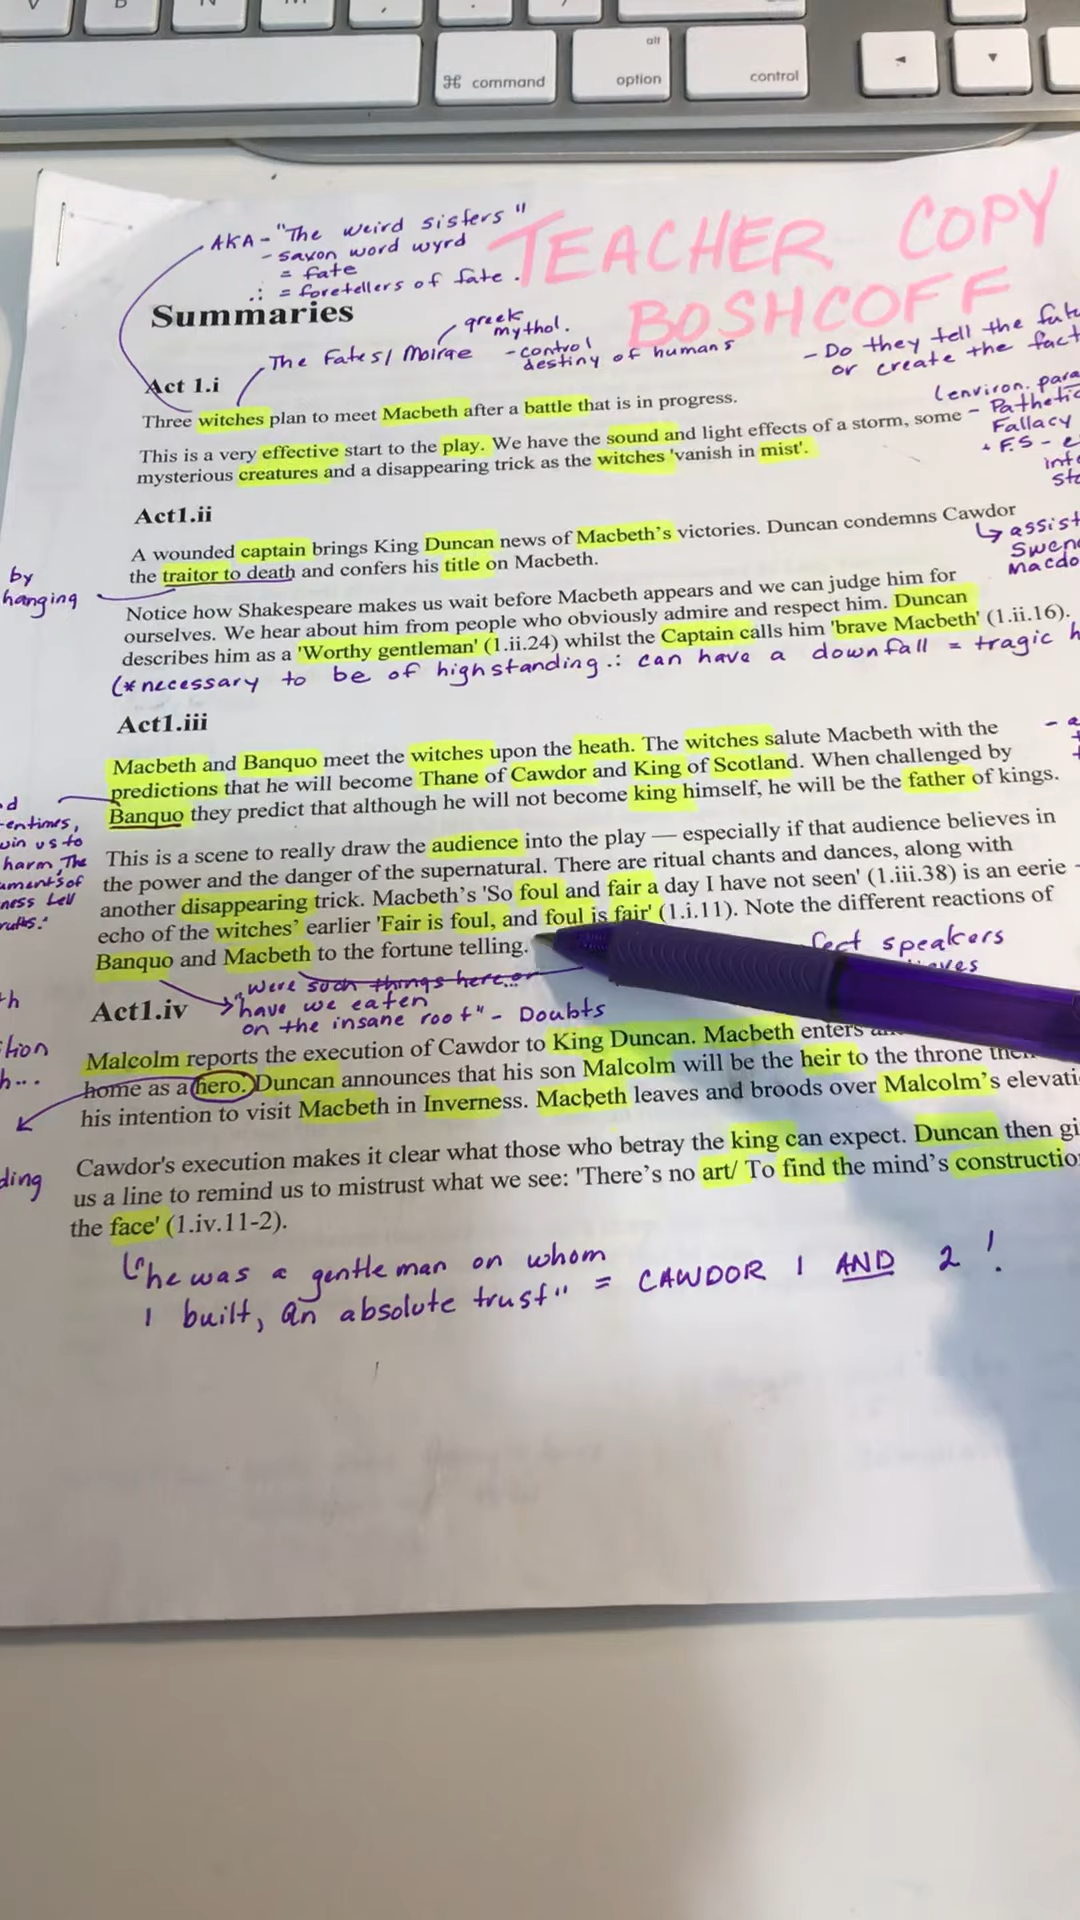 alt
⌘ command
option
control
◄
▼
AKA - "The weird sisters"
- saxon word wyrd
= fate
∴ = foretellers of fate.
TEACHER COPY
BOSHCOFF
Summaries
greek
mythol.
The Fates/ Moirae - control
destiny of humans
- Do they tell the
or create the
Act 1.i
Three witches plan to meet Macbeth after a battle that is in progress.
(environ.
This is a very effective start to the play. We have the sound and light effects of a storm, some
mysterious creatures and a disappearing trick as the witches 'vanish in mist'.
Fallacy
+ F.S -
Act1.ii
A wounded captain brings King Duncan news of Macbeth's victories. Duncan condemns Cawdor
the traitor to death and confers his title on Macbeth.
by
hanging
Notice how Shakespeare makes us wait before Macbeth appears and we can judge him for
ourselves. We hear about him from people who obviously admire and respect him. Duncan
describes him as a 'Worthy gentleman' (1.ii.24) whilst the Captain calls him 'brave Macbeth' (1.ii.16).
(*necessary to be of high standing ∴ can have a downfall = tragic
Act1.iii
Macbeth and Banquo meet the witches upon the heath. The witches salute Macbeth with the
predictions that he will become Thane of Cawdor and King of Scotland. When challenged by
Banquo they predict that although he will not become king himself, he will be the father of kings.
us to
harm, The
This is a scene to really draw the audience into the play — especially if that audience believes in
the power and the danger of the supernatural. There are ritual chants and dances, along with
another disappearing trick. Macbeth's 'So foul and fair a day I have not seen' (1.iii.38) is an eerie
echo of the witches' earlier 'Fair is foul, and foul is fair' (1.i.11). Note the different reactions of
Banquo and Macbeth to the fortune telling.
speakers
"Were such things here... or
have we eaten
on the insane root" - Doubts
Act1.iv
Malcolm reports the execution of Cawdor to King Duncan. Macbeth enters
home as a hero. Duncan announces that his son Malcolm will be the heir to the throne then
his intention to visit Macbeth in Inverness. Macbeth leaves and broods over Malcolm's
Cawdor's execution makes it clear what those who betray the king can expect. Duncan then
us a line to remind us to mistrust what we see: 'There's no art/ To find the mind's
the face' (1.iv.11-2).
"he was a gentleman on whom
I built, an absolute trust" = CAWDOR 1 AND 2!